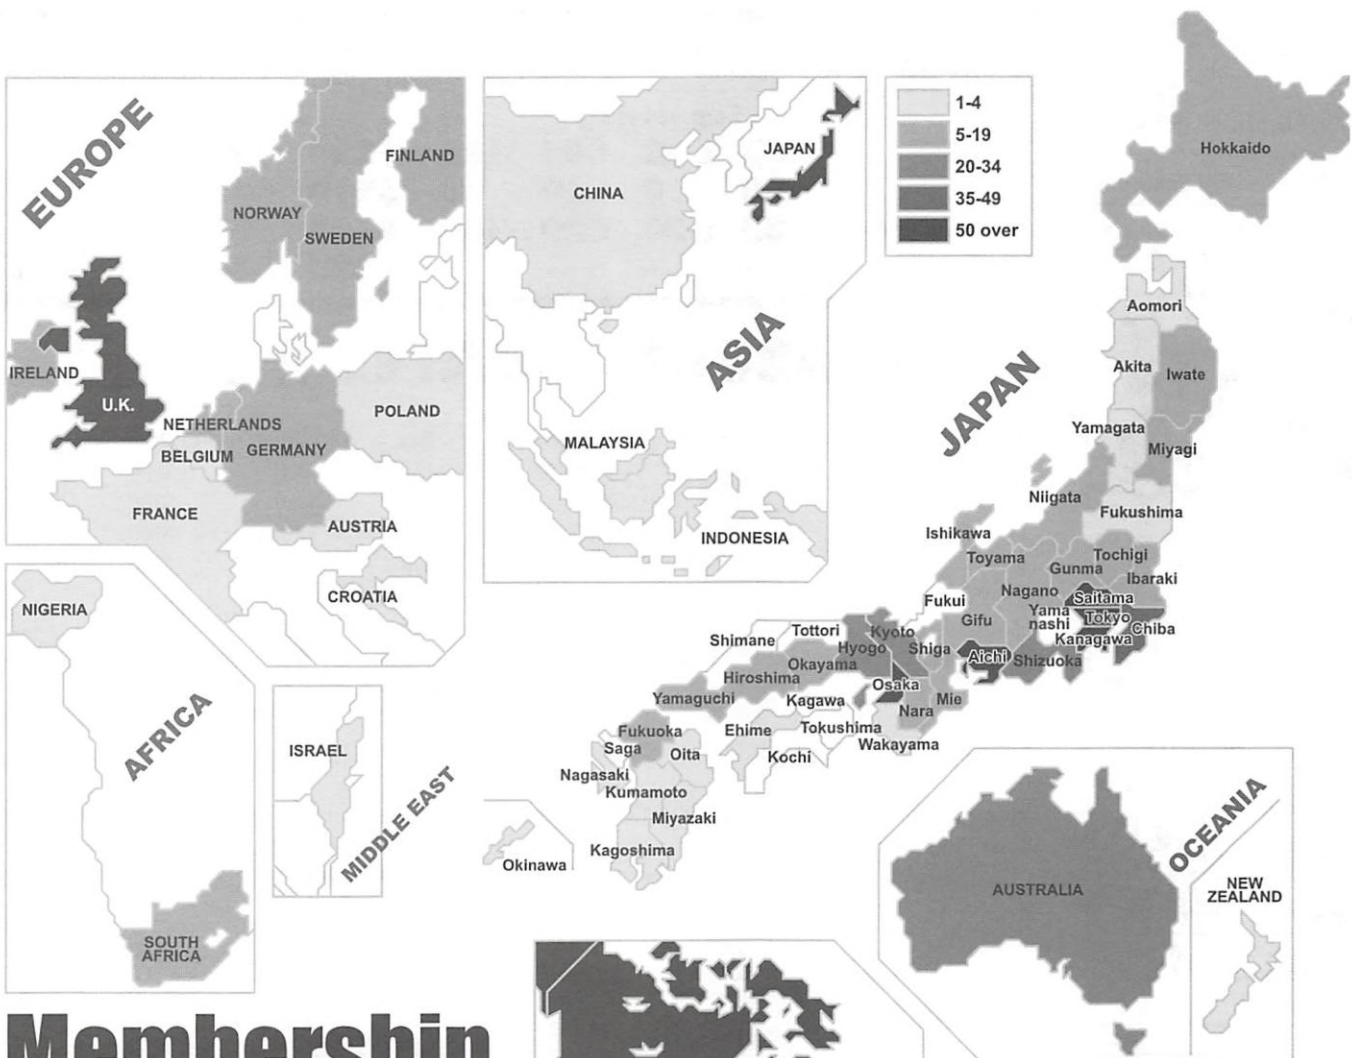 EUROPE
FINLAND
NORWAY
SWEDEN
IRELAND
U.K.
NETHERLANDS
BELGIUM
GERMANY
POLAND
FRANCE
AUSTRIA
CROATIA
ASIA
JAPAN
CHINA
MALAYSIA
INDONESIA
1-4
5-19
20-34
35-49
50 over
JAPAN
Hokkaido
Aomori
Akita
Iwate
Yamagata
Miyagi
Niigata
Fukushima
Ishikawa
Toyama
Tochigi
Gunma
Ibaraki
Nagano
Saitama
Fukui
Gifu
Yama
nashi
Tokyo
Chiba
Kanagawa
Tottori
Kyoto
Shimane
Hyogo
Shiga
Aichi
Shizuoka
Okayama
Hiroshima
Osaka
Yamaguchi
Kagawa
Mie
Nara
Fukuoka
Ehime
Tokushima
Wakayama
Saga
Oita
Kochi
Nagasaki
Kumamoto
Miyazaki
Kagoshima
Okinawa
AFRICA
NIGERIA
SOUTH
AFRICA
MIDDLE EAST
ISRAEL
OCEANIA
AUSTRALIA
NEW
ZEALAND
Membership